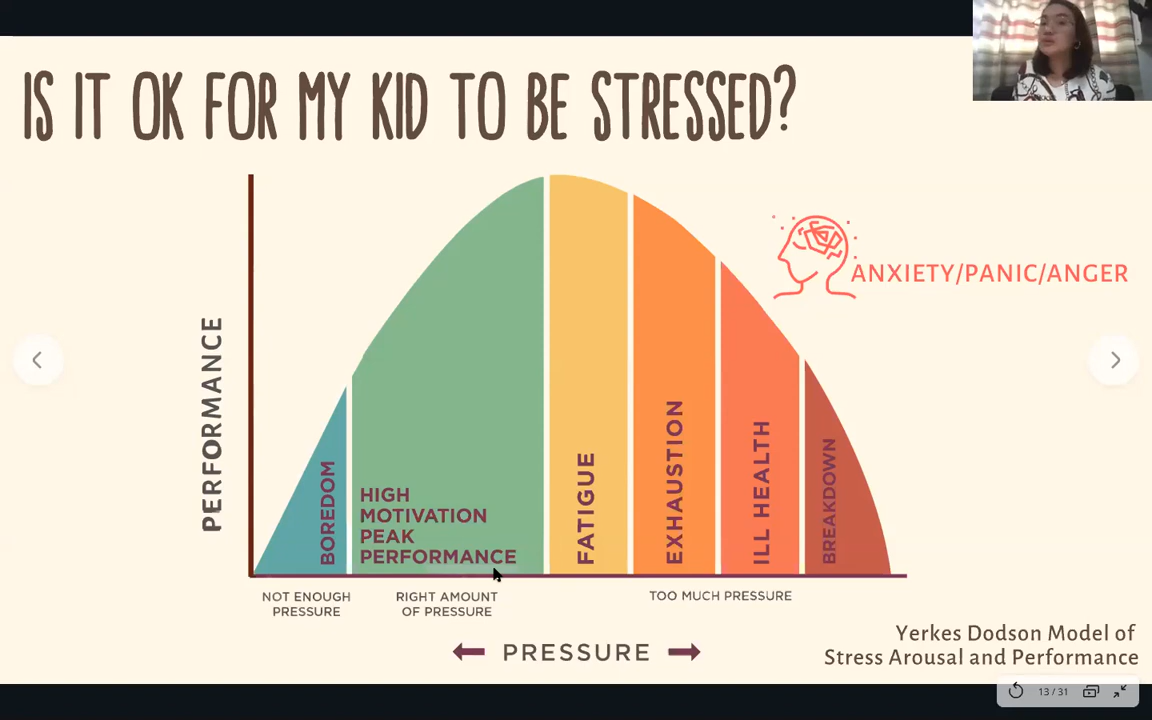 IS IT OK FOR MY KID TO BE STRESSED?
ANXIETY/PANIC/ANGER
PERFORMANCE
BOREDOM
HIGH
MOTIVATION
PEAK
PERFORMANCE
FATIGUE
EXHAUSTION
ILL HEALTH
BREAKDOWN
NOT ENOUGH
PRESSURE
RIGHT AMOUNT
OF PRESSURE
TOO MUCH PRESSURE
PRESSURE
Yerkes Dodson Model of
Stress Arousal and Performance
13 / 31